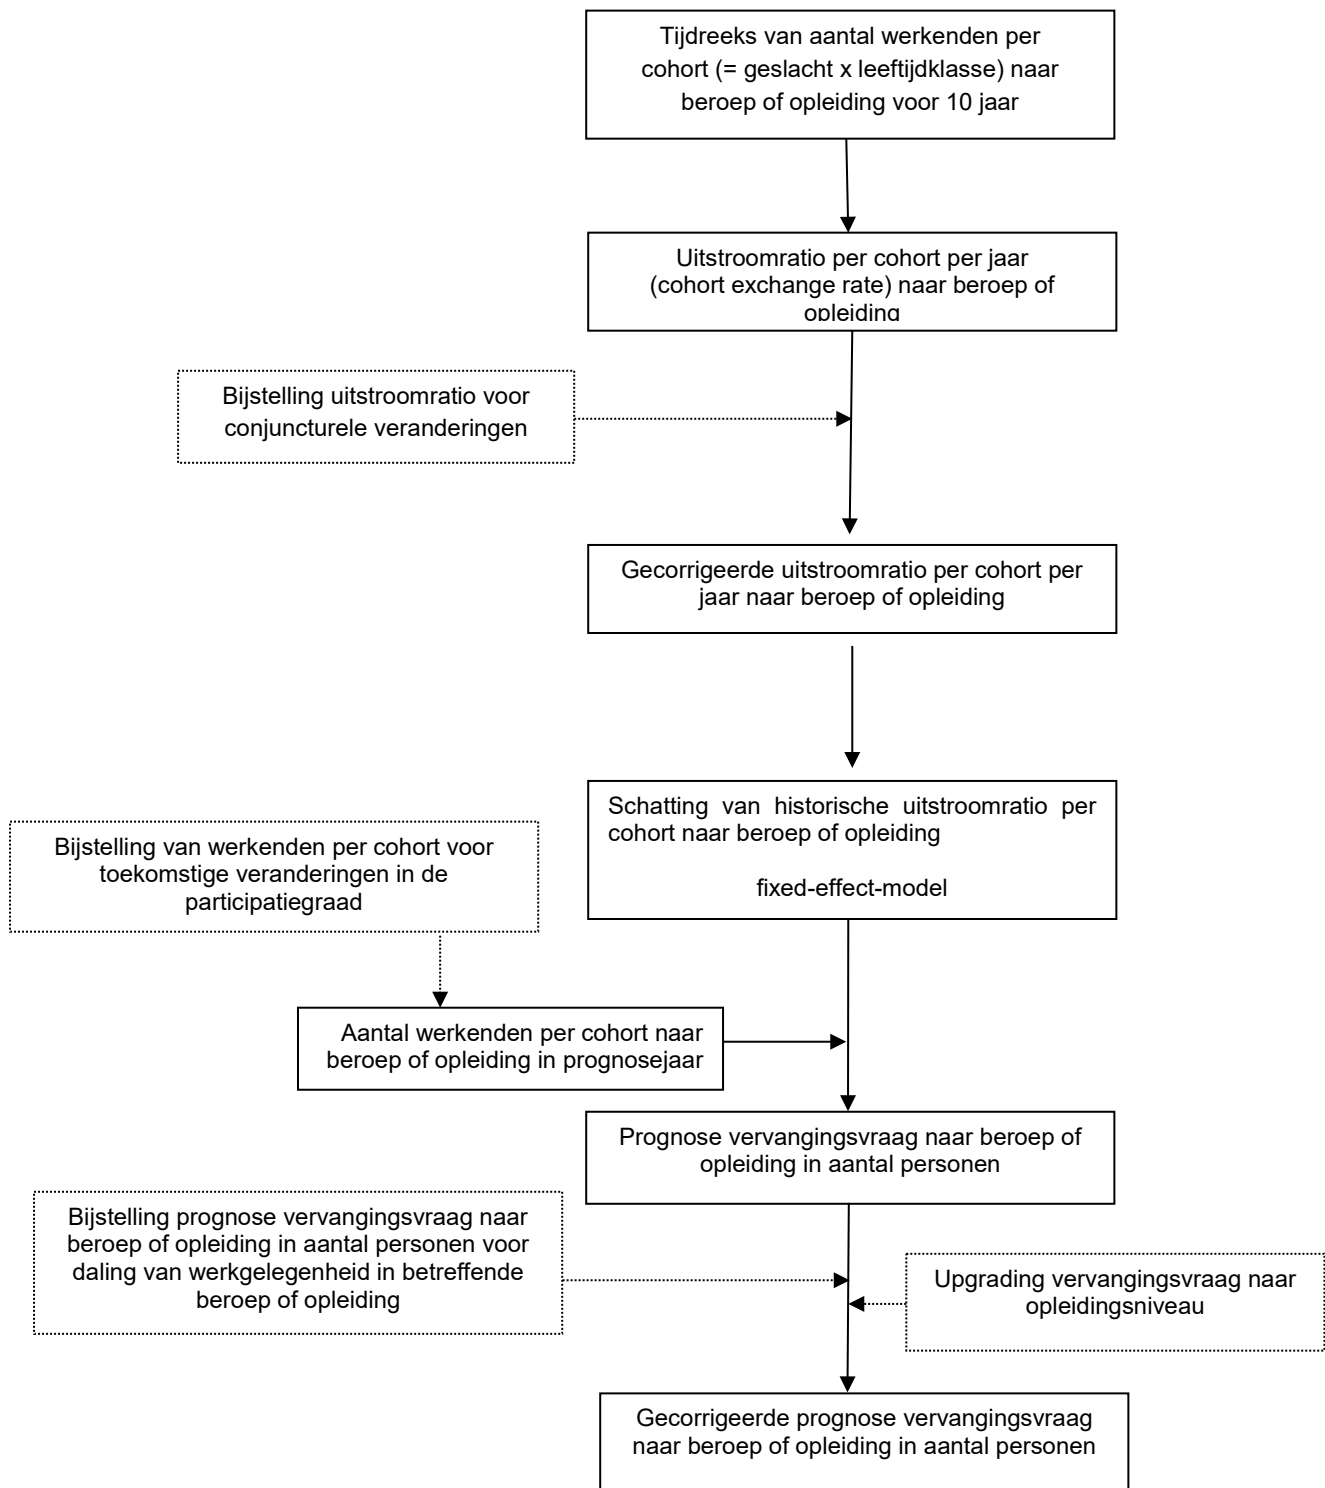 Tijdreeks van aantal werkenden per
cohort (= geslacht x leeftijdklasse) naar
beroep of opleiding voor 10 jaar
Uitstroomratio per cohort per jaar
(cohort exchange rate) naar beroep of
opleiding
Bijstelling uitstroomratio voor
conjuncturele veranderingen
Gecorrigeerde uitstroomratio per cohort per
jaar naar beroep of opleiding
Schatting van historische uitstroomratio per
cohort naar beroep of opleiding
fixed-effect-model
Bijstelling van werkenden per cohort voor
toekomstige veranderingen in de
participatiegraad
Aantal werkenden per cohort naar
beroep of opleiding in prognosejaar
Prognose vervangingsvraag naar beroep of
opleiding in aantal personen
Bijstelling prognose vervangingsvraag naar
beroep of opleiding in aantal personen voor
daling van werkgelegenheid in betreffende
beroep of opleiding
Upgrading vervangingsvraag naar
opleidingsniveau
Gecorrigeerde prognose vervangingsvraag
naar beroep of opleiding in aantal personen